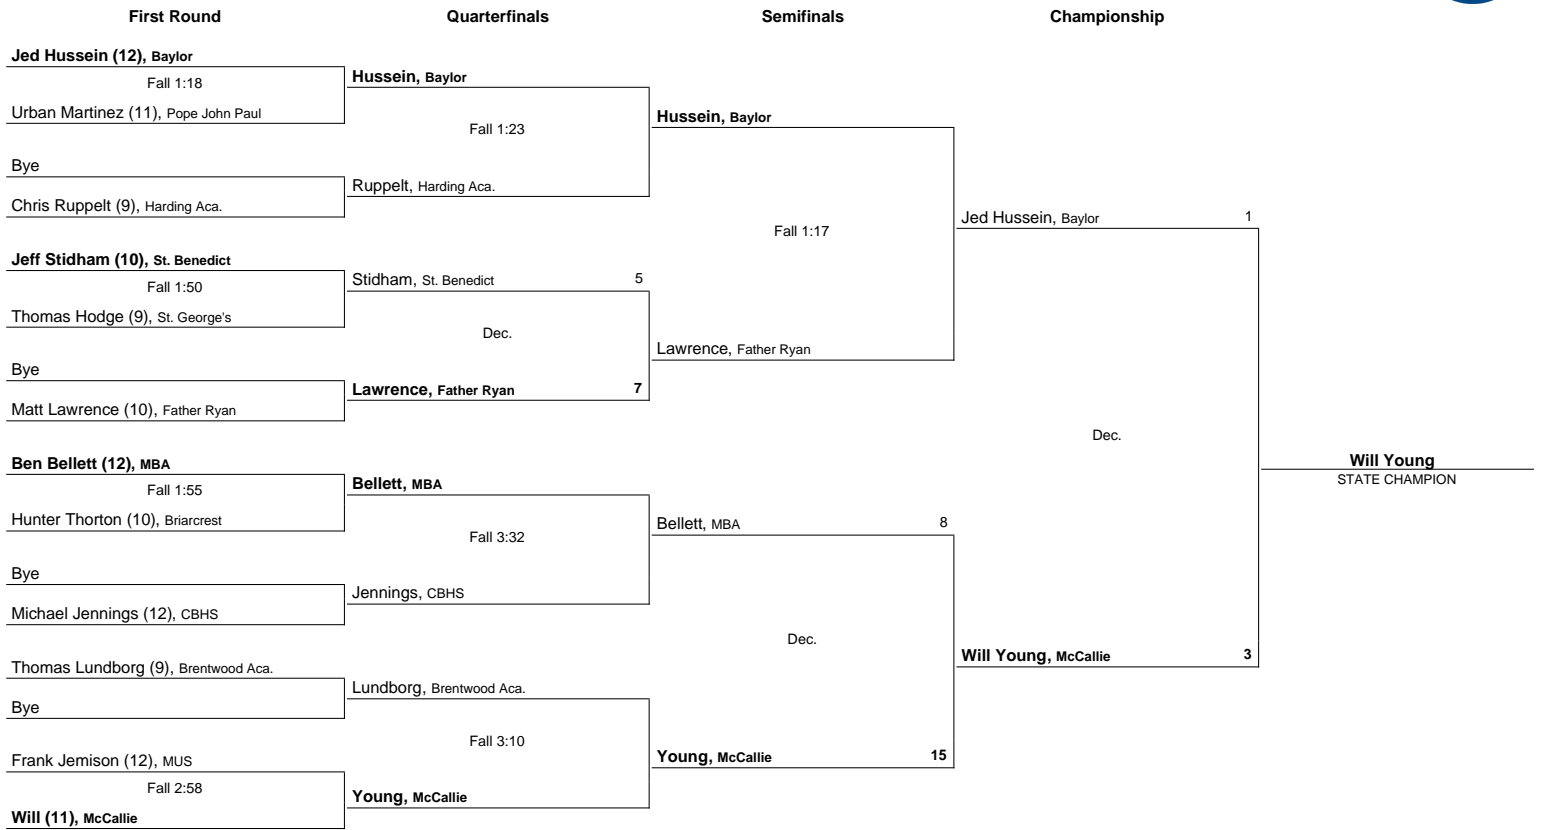 First Round Quarterfinals Semifinals Championship
Jed Hussein (12), Baylor
Fall 1:18
Urban Martinez (11), Pope John Paul
Bye
Chris Ruppelt (9), Harding Aca.
Jeff Stidham (10), St. Benedict
Fall 1:50
Thomas Hodge (9), St. George's
Bye
Matt Lawrence (10), Father Ryan
Ben Bellett (12), MBA
Fall 1:55
Hunter Thorton (10), Briarcrest
Bye
Michael Jennings (12), CBHS
Thomas Lundborg (9), Brentwood Aca.
Bye
Frank Jemison (12), MUS
Fall 2:58
Will (11), McCallie
Hussein, Baylor
Fall 1:23
Ruppelt, Harding Aca.
Stidham, St. Benedict 5
Dec.
Lawrence, Father Ryan 7
Bellett, MBA
Fall 3:32
Jennings, CBHS
Lundborg, Brentwood Aca.
Fall 3:10
Young, McCallie
Hussein, Baylor
Fall 1:17
Lawrence, Father Ryan
Bellett, MBA 8
Dec.
Young, McCallie 15
Jed Hussein, Baylor 1
Dec.
Will Young, McCallie 3
Will Young
STATE CHAMPION